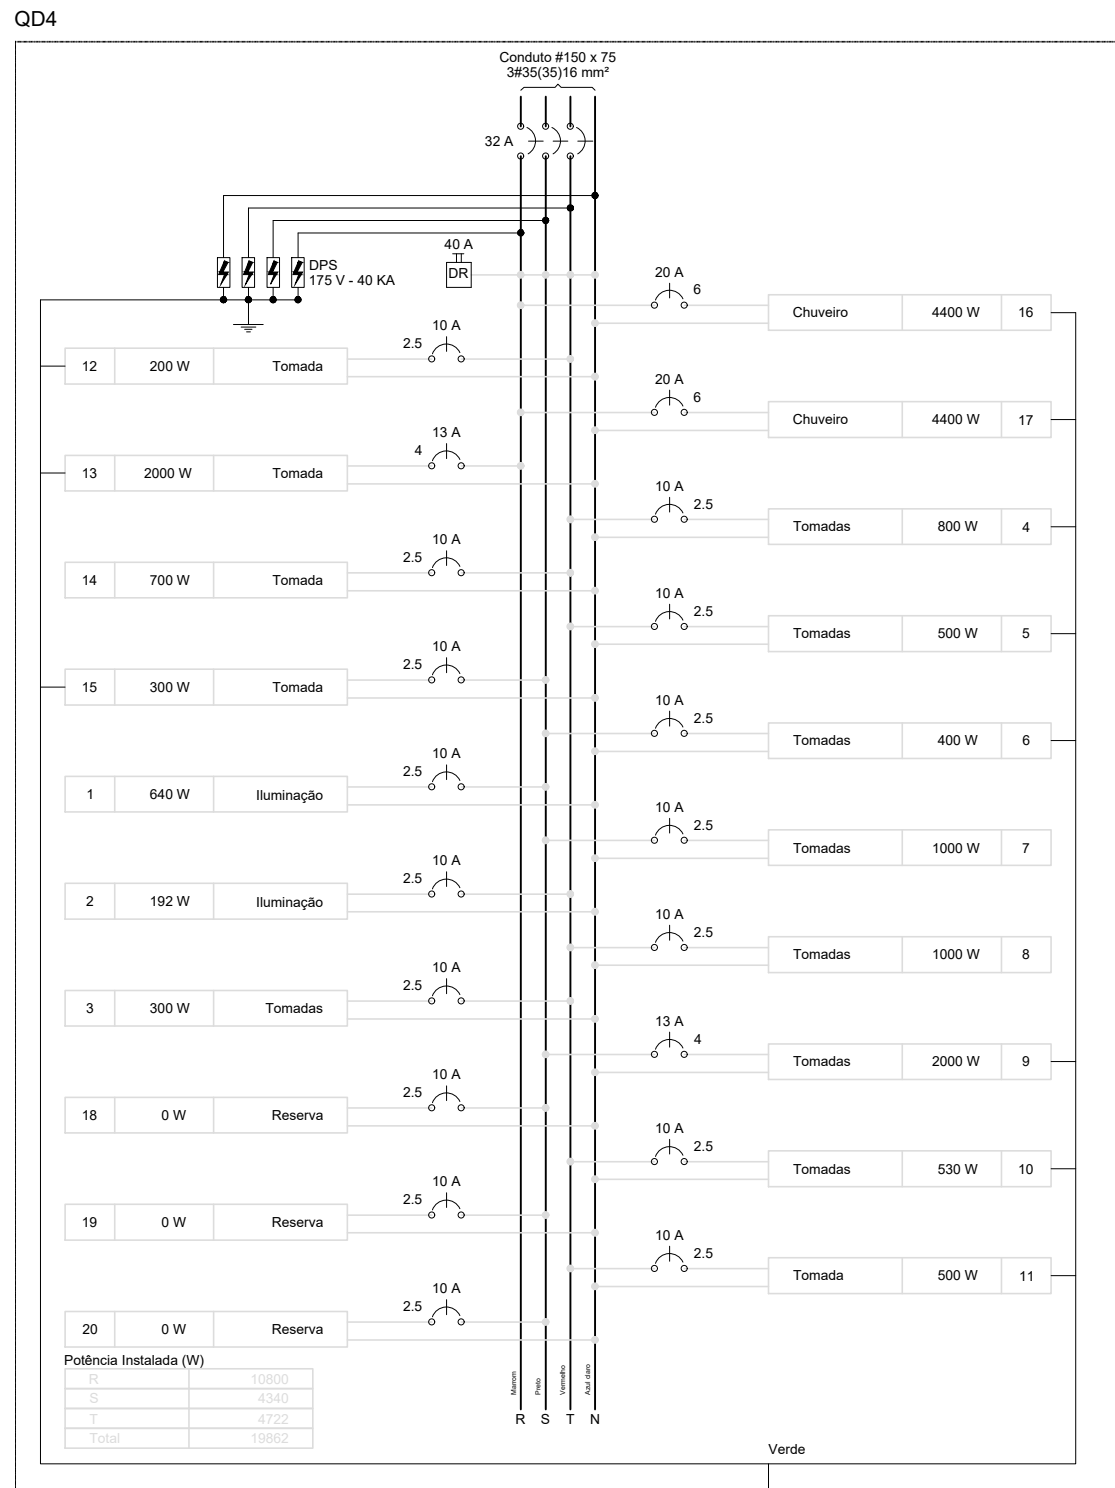 QD4
Conduto #150 x 75
3#35(35)16 mm²
32 A
DPS
175 V - 40 KA
40 A
DR
20 A
6
Chuveiro 4400 W 16
10 A
2.5
12 200 W Tomada
20 A
6
Chuveiro 4400 W 17
13 A
4
13 2000 W Tomada
10 A
2.5
Tomadas 800 W 4
10 A
2.5
14 700 W Tomada
10 A
2.5
Tomadas 500 W 5
10 A
2.5
15 300 W Tomada
10 A
2.5
Tomadas 400 W 6
10 A
2.5
1 640 W Iluminação
10 A
2.5
Tomadas 1000 W 7
10 A
2.5
2 192 W Iluminação
10 A
2.5
Tomadas 1000 W 8
10 A
2.5
3 300 W Tomadas
13 A
4
Tomadas 2000 W 9
10 A
2.5
18 0 W Reserva
10 A
2.5
Tomadas 530 W 10
10 A
2.5
19 0 W Reserva
10 A
2.5
Tomada 500 W 11
10 A
2.5
20 0 W Reserva
Potência Instalada (W)
R 10800
S 4340
T 4722
Total 19862
Marrom
Preto
Vermelho
Azul claro
R S T N
Verde